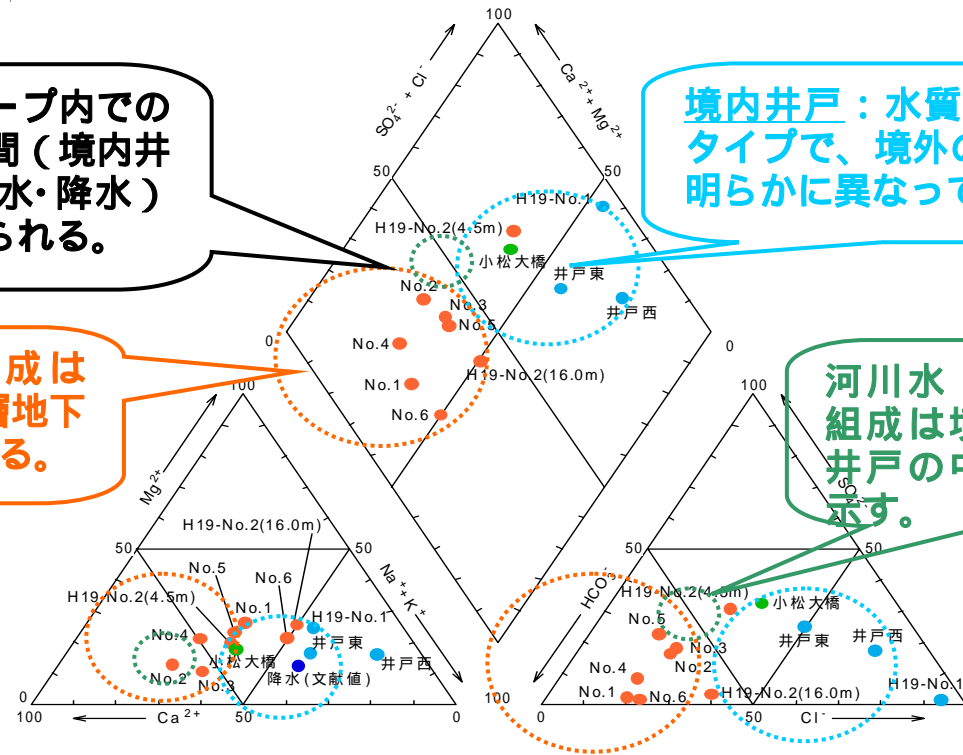 ープ内での
間（境内井
水・降水）
られる。
成は
層地下
る。
境内井戸：水質
タイプで、境外の
明らかに異なって
河川水
組成は境
井戸の中
示す。
100
SO₄²⁻ + Cl⁻
Ca²⁺+ Mg²⁺
50
50
H19-No.1
H19-No.2(4.5m)
小松大橋
井戸東
井戸西
No.2
No.3
No.5
No.4
No.1
No.6
H19-No.2(16.0m)
0
0
100
Mg²⁺
50
50
Na⁺+K⁺
H19-No.2(16.0m)
No.5
No.6
H19-No.2(4.5m)
No.1
H19-No.1
No.4
井戸東
小松大橋
井戸西
No.2
No.3
降水(文献値)
0
100
100
Ca²⁺
50
0
100
SO₄²⁻
50
50
HCO₃⁻
H19-No.2(4.5m)
小松大橋
No.5
井戸東
井戸西
No.3
No.2
No.4
No.1
No.6
H19-No.2(16.0m)
H19-No.1
0
50
Cl⁻